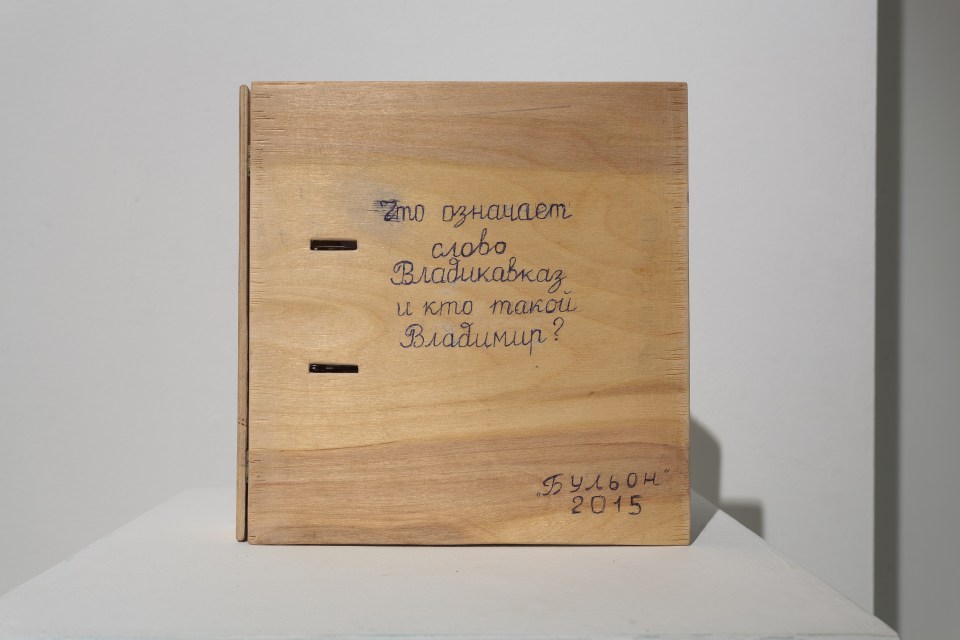 Что означает
слово
Владикавказ
и кто такой
Владимир?
„Бульон"
2015